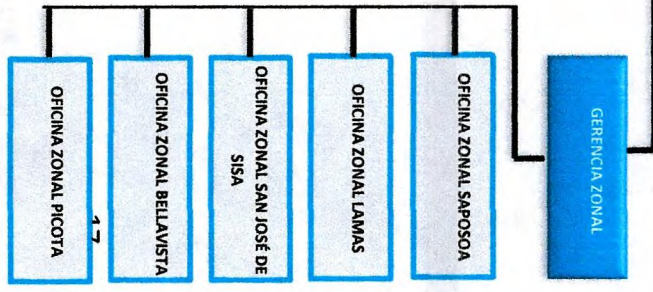 GERENCIA ZONAL
OFICINA ZONAL SAPOSOA
OFICINA ZONAL LAMAS
OFICINA ZONAL SAN JOSÉ DE
SISA
OFICINA ZONAL BELLAVISTA
OFICINA ZONAL PICOTA
17